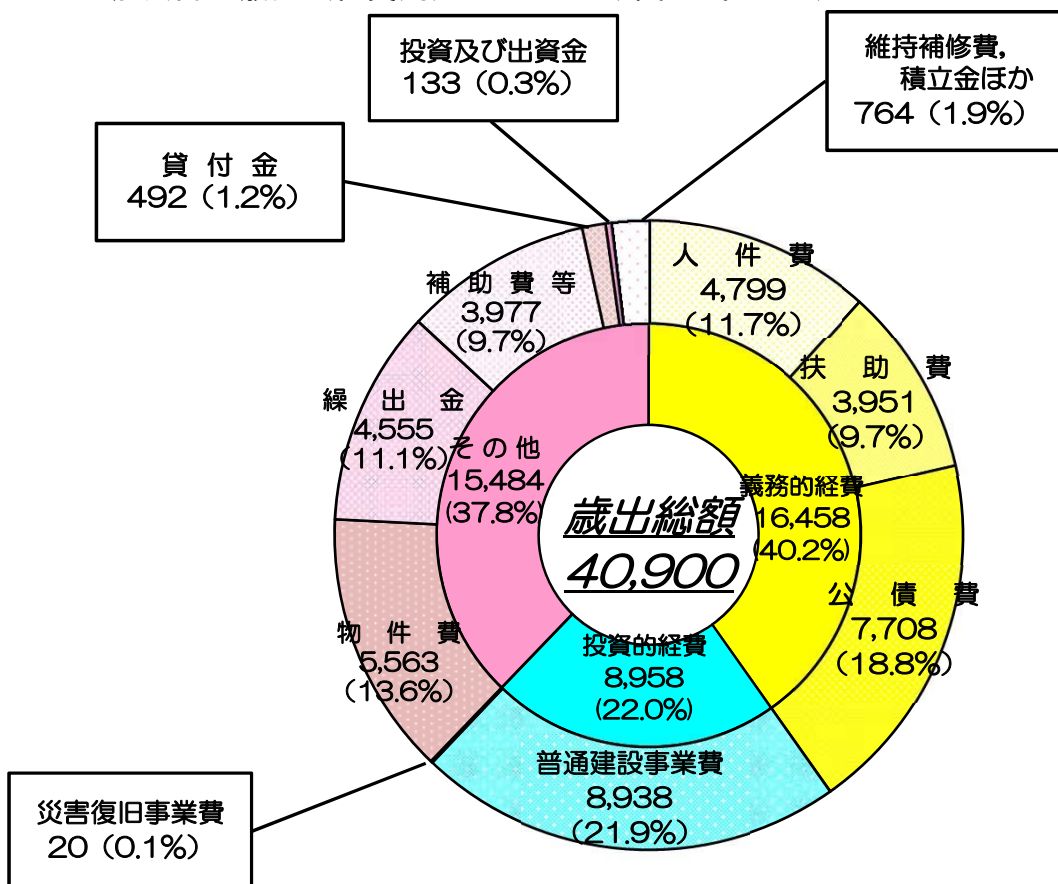 投資及び出資金
133（0.3%）
維持補修費，
積立金ほか
764（1.9%）
貸 付 金
492（1.2%）
人 件 費
4,799
(11.7%)
補 助 費 等
3,977
(9.7%)
扶 助 費
3,951
(9.7%)
繰 出 金
4,555
(11.1%)
そ の 他
15,484
(37.8%)
義務的経費
16,458
(40.2%)
歳出総額
40,900
公 債 費
7,708
(18.8%)
物 件 費
5,563
(13.6%)
投資的経費
8,958
(22.0%)
普通建設事業費
8,938
(21.9%)
災害復旧事業費
20（0.1%）